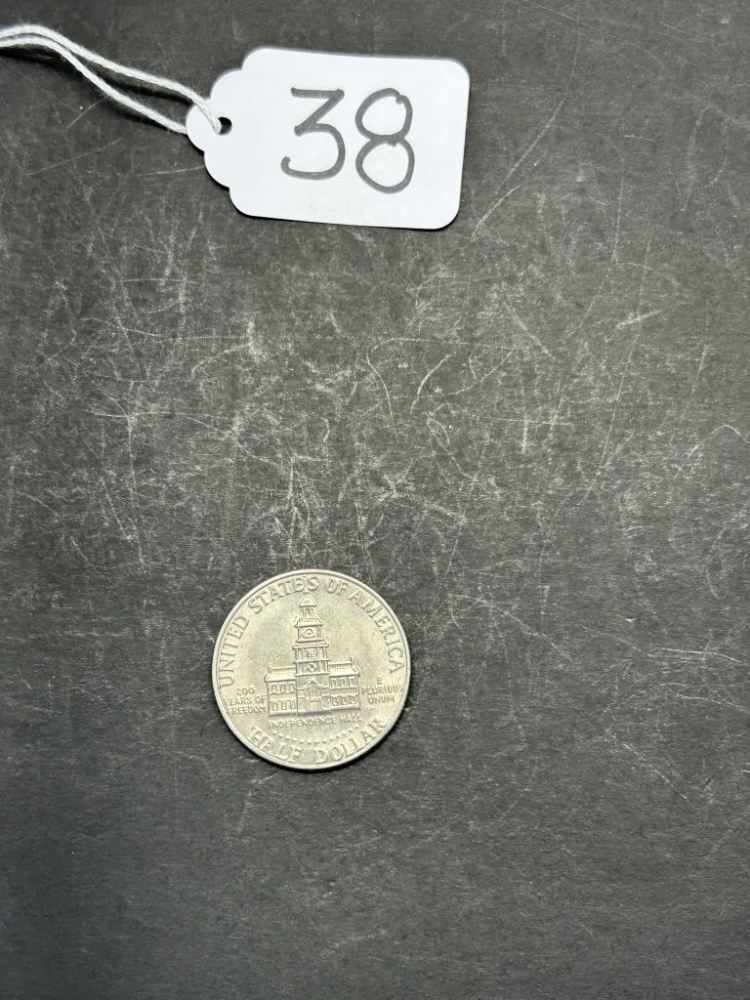 38
UNITED STATES OF AMERICA
200
YEARS OF
FREEDOM
E
PLURIBUS
UNUM
INDEPENDENCE HALL
HALF DOLLAR